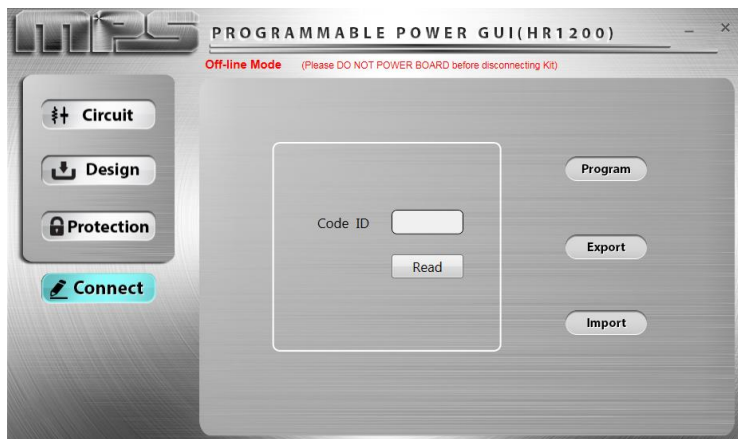 MPS
PROGRAMMABLE POWER GUI(HR1200)
Off-line Mode (Please DO NOT POWER BOARD before disconnecting Kit)
Circuit
Design
Protection
Connect
Code ID
Read
Program
Export
Import